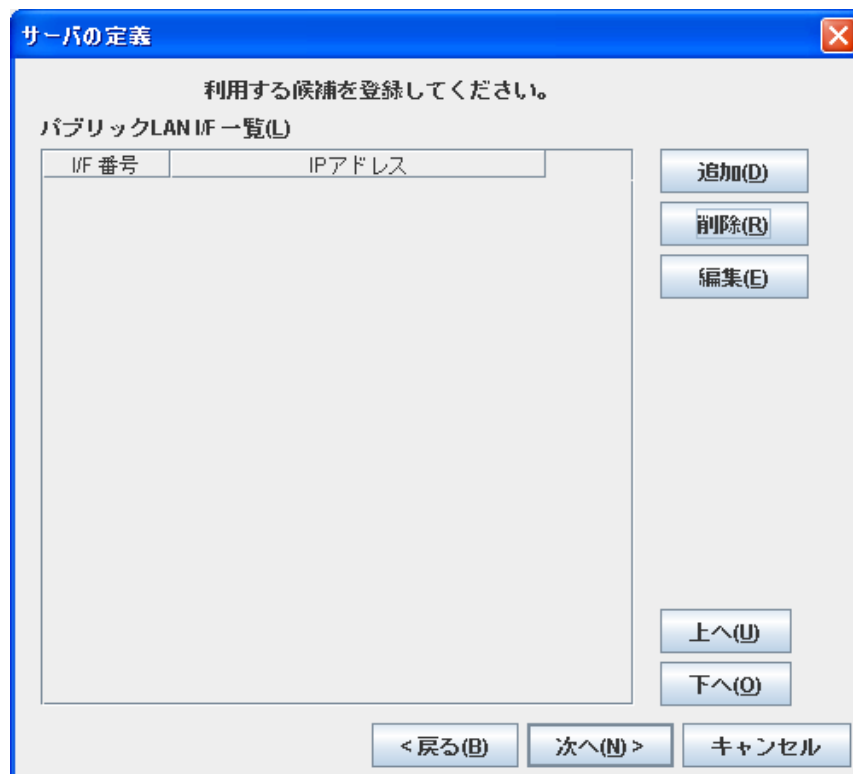 サーバの定義
利用する候補を登録してください。
パブリックLAN I/F 一覧(L)
I/F 番号 IPアドレス
追加(D)
削除(R)
編集(E)
上へ(U)
下へ(O)
<戻る(B) 次へ(N)> キャンセル